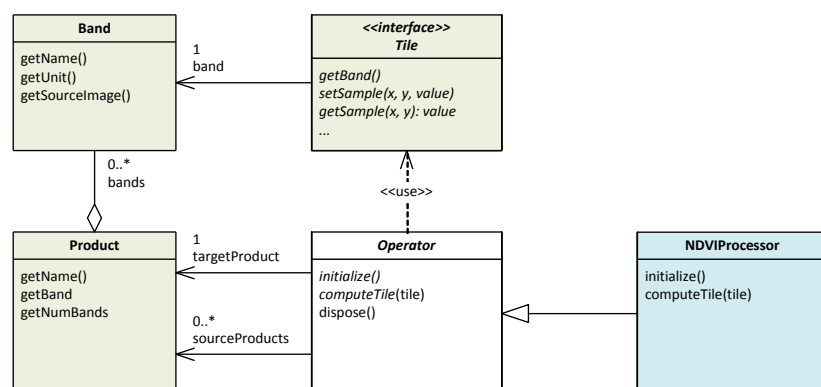 Band
getName()
getUnit()
getSourceImage()
1
band
<<interface>>
Tile
getBand()
setSample(x, y, value)
getSample(x, y): value
...
0..*
bands
<<use>>
Product
getName()
getBand
getNumBands
1
targetProduct
0..*
sourceProducts
Operator
initialize()
computeTile(tile)
dispose()
NDVIProcessor
initialize()
computeTile(tile)